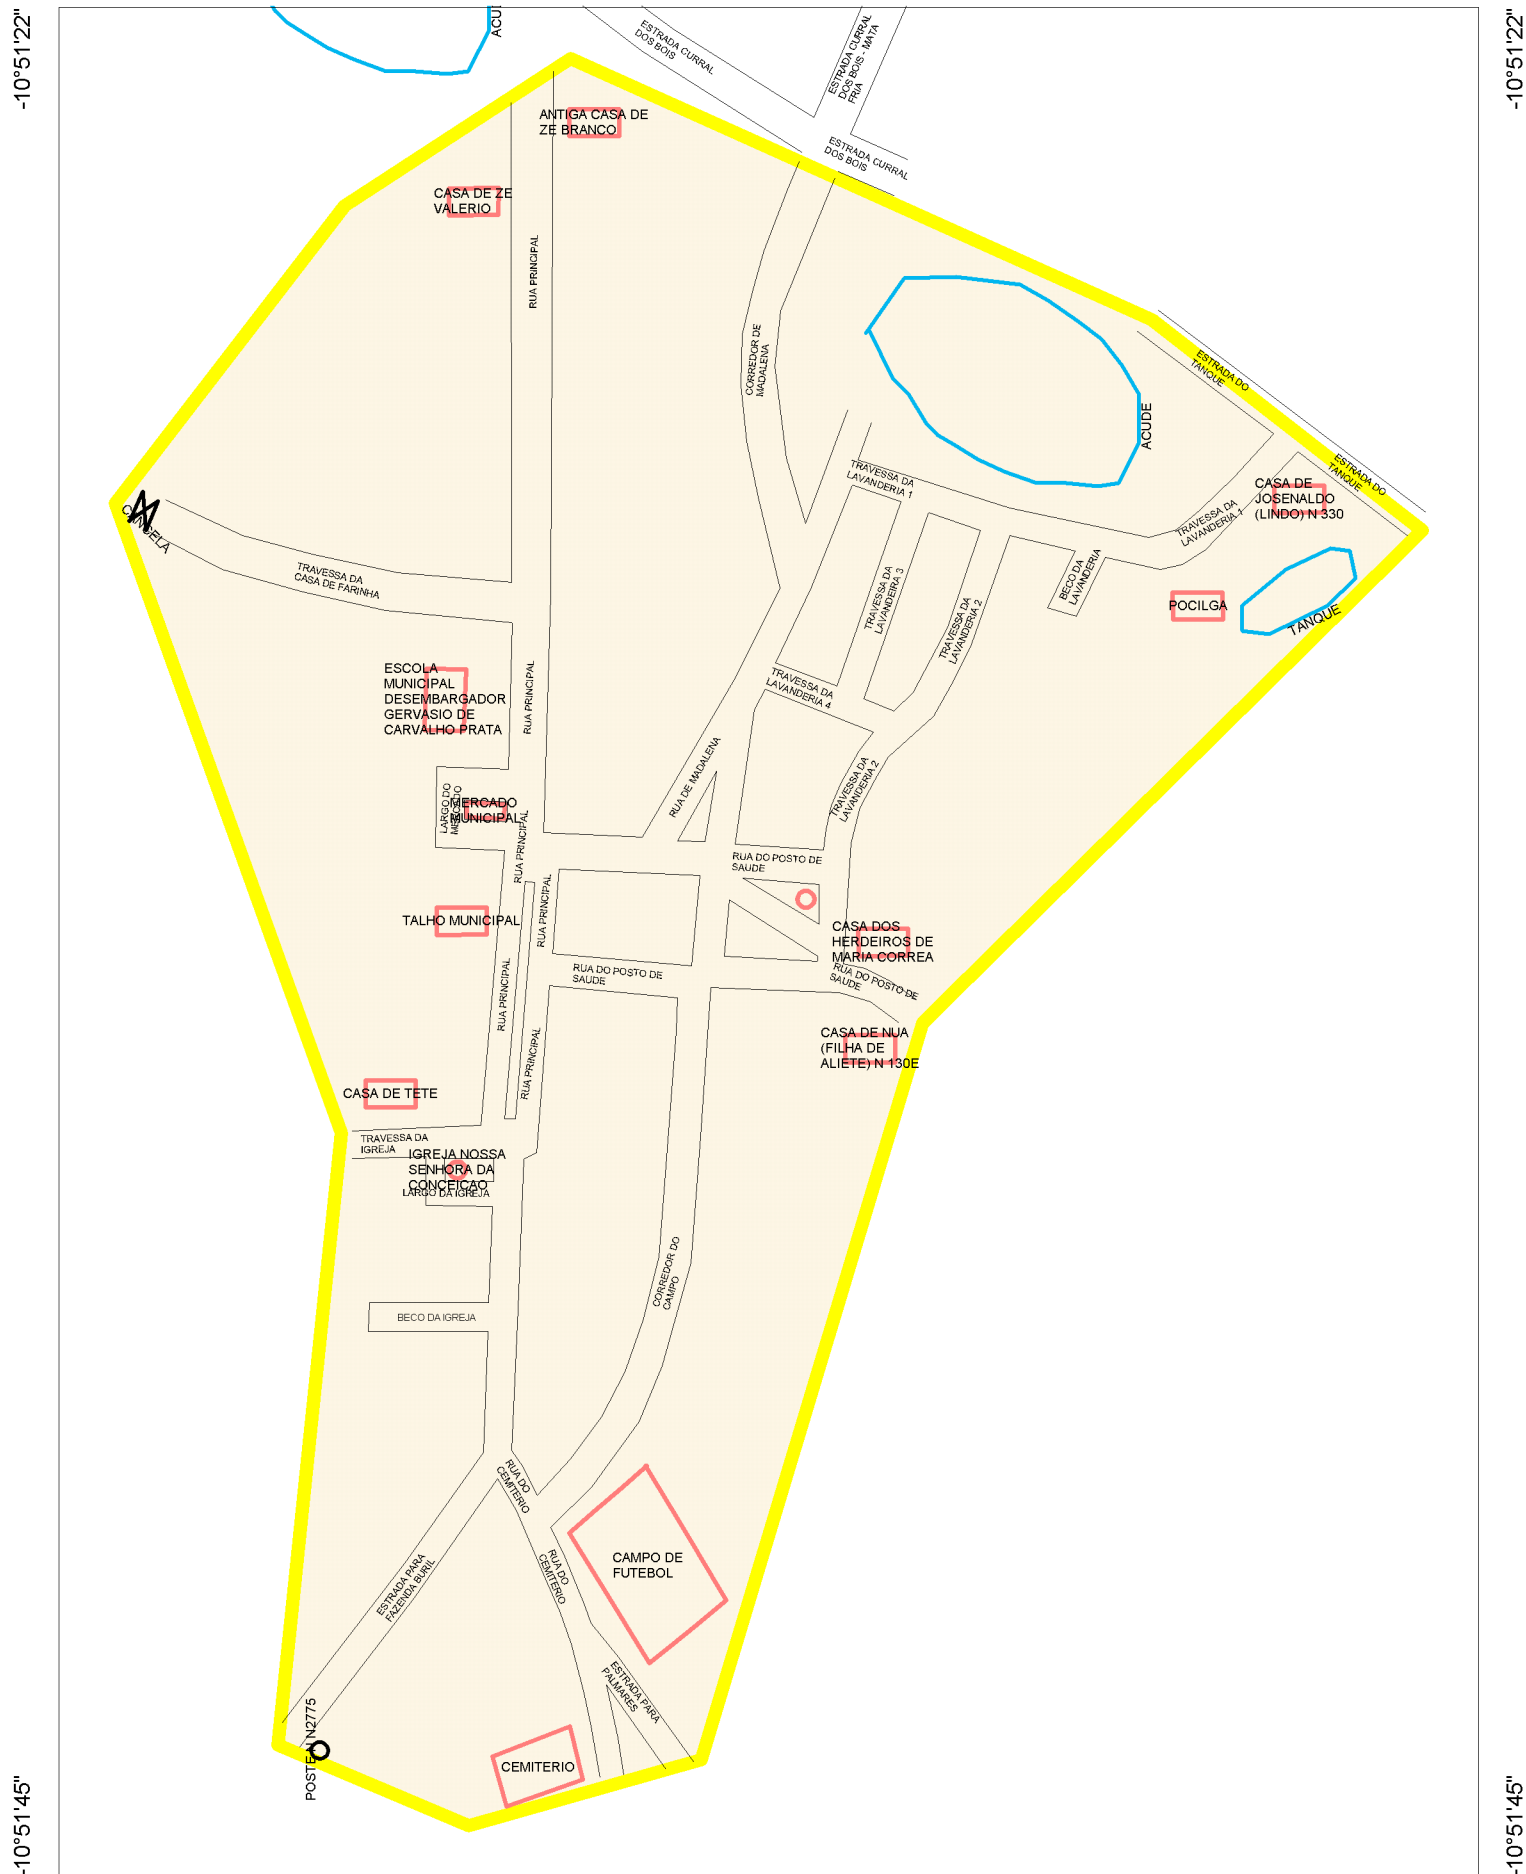 -10°51'22"
-10°51'22"
ESTRADA CURRAL
DOS BOIS
ESTRADA CURRAL
DOS BOIS - MATA
FRIA
ESTRADA CURRAL
DOS BOIS
ANTIGA CASA DE
ZE BRANCO
CASA DE ZE
VALERIO
RUA PRINCIPAL
CORREDOR DE
MADALENA
ACUDE
ESTRADA DO
TANQUE
ESTRADA DO
TANQUE
TRAVESSA DA
LAVANDERIA 1
CASA DE
JOSENALDO
(LINDO) N 330
TRAVESSA DA
LAVANDERIA 1
CANCELA
TRAVESSA DA
CASA DE FARINHA
TRAVESSA DA
LAVANDEIRA 3
TRAVESSA DA
LAVANDERIA 2
BECO DA
LAVANDERIA
POCILGA
TANQUE
ESCOLA
MUNICIPAL
DESEMBARGADOR
GERVASIO DE
CARVALHO PRATA
RUA PRINCIPAL
TRAVESSA DA
LAVANDERIA 4
RUA DE MADALENA
TRAVESSA DA
LAVANDERIA 2
LARGO DO
MERCADO
MUNICIPAL
RUA PRINCIPAL
RUA DO POSTO DE
SAUDE
TALHO MUNICIPAL
RUA PRINCIPAL
CASA DOS
HERDEIROS DE
MARIA CORREA
RUA DO POSTO DE
SAUDE
RUA DO POSTO DE
SAUDE
RUA PRINCIPAL
RUA PRINCIPAL
CASA DE NUA
(FILHA DE
ALIETE) N 130E
CASA DE TETE
TRAVESSA DA
IGREJA
IGREJA NOSSA
SENHORA DA
CONCEICAO
LARGO DA IGREJA
CORREDOR DO
CAMPO
BECO DA IGREJA
RUA DO
CEMITERIO
RUA DO
CEMITERIO
CAMPO DE
FUTEBOL
ESTRADA PARA
FAZENDA BURIL
ESTRADA PARA
PALMARES
POSTE N N2775
CEMITERIO
-10°51'45"
-10°51'45"